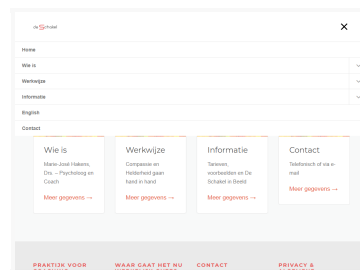 de Schakel
Home
Wie is
Werkwijze
Informatie
English
Contact
Wie is
Marie-José Hakens,
Drs. – Psycholoog en
Coach
Meer gegevens →
Werkwijze
Compassie en
Helderheid gaan
hand in hand
Meer gegevens →
Informatie
Tarieven,
voorbeelden en De
Schakel in Beeld
Meer gegevens →
Contact
Telefonisch of via e-
mail
Meer gegevens →
PRAKTIJK VOOR
WAAR GAAT HET NU
CONTACT
PRIVACY &